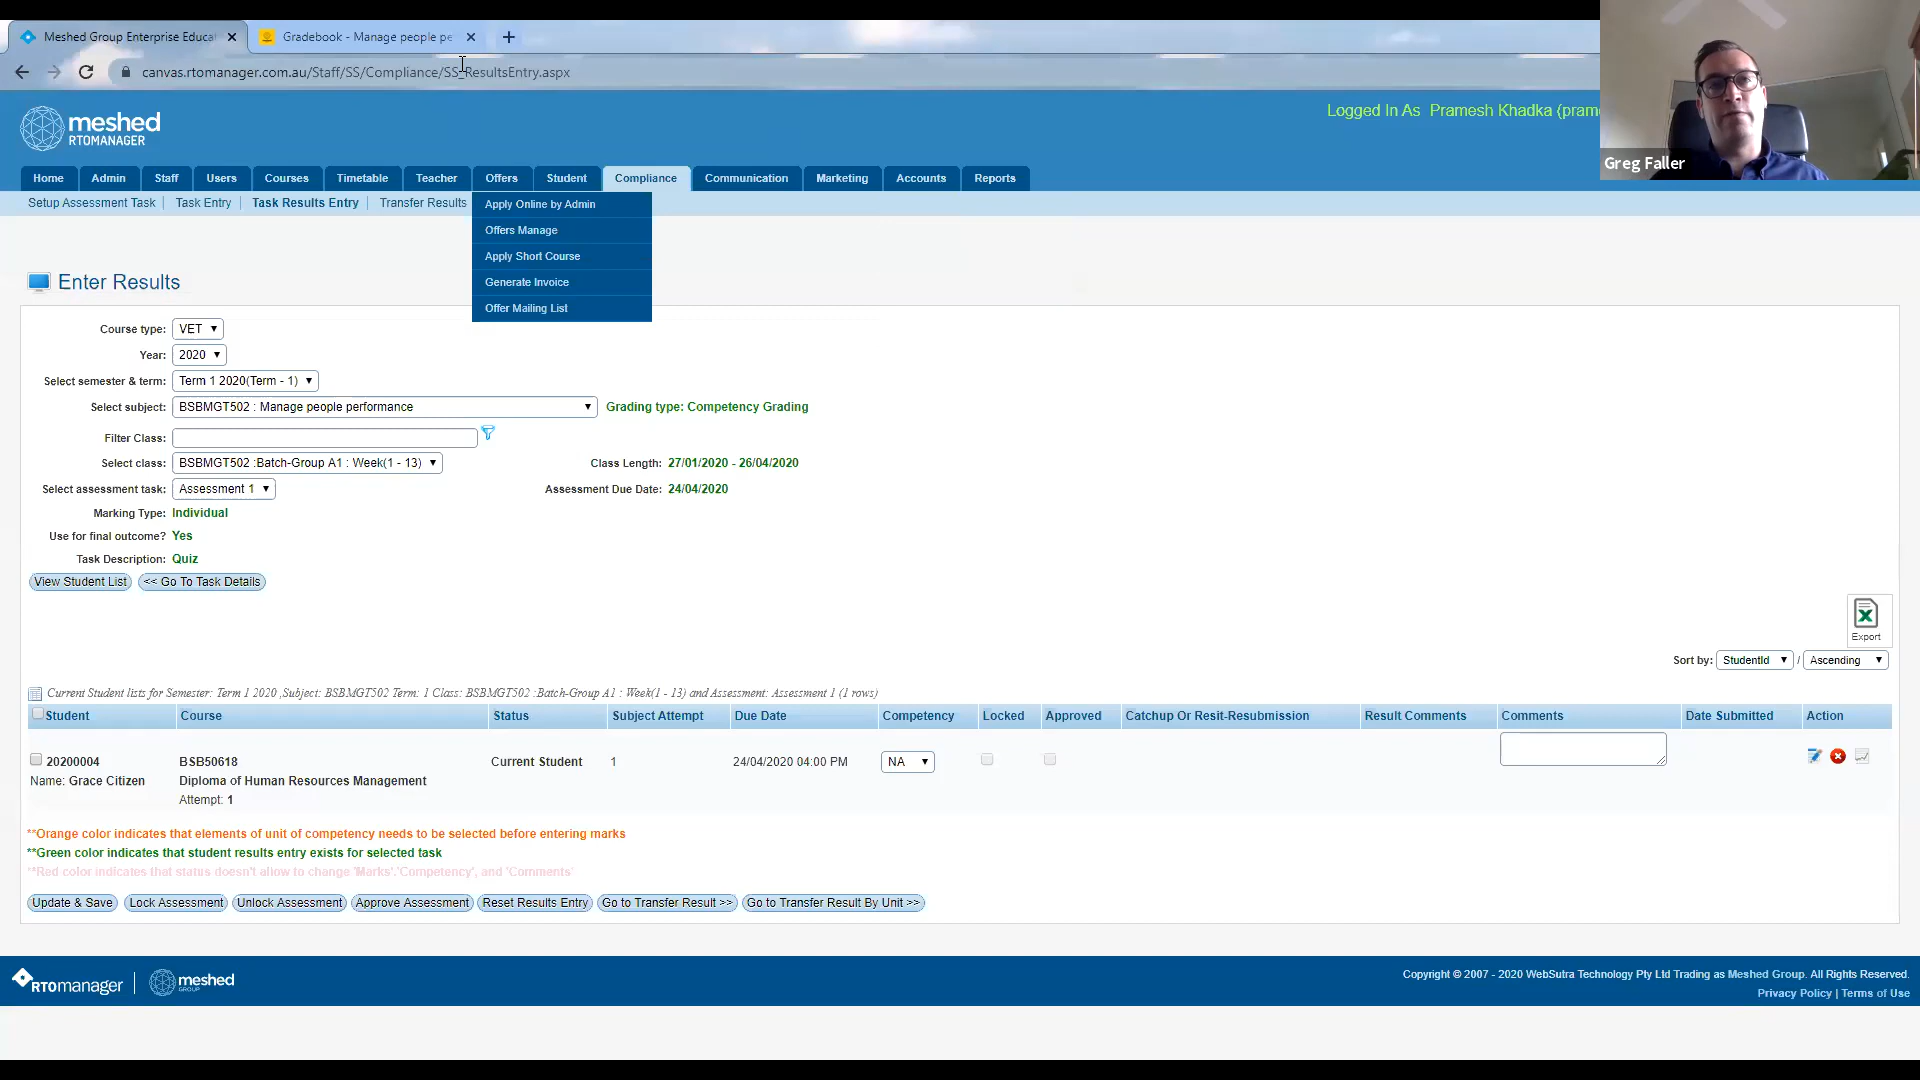 Meshed Group Enterprise Educa
Gradebook - Manage people pe
canvas.rtomanager.com.au/Staff/SS/Compliance/SS_ResultsEntry.aspx
meshed
RTOMANAGER
Logged In As Pramesh Khadka (prame
Greg Faller
Home Admin Staff Users Courses Timetable Teacher Offers Student Compliance Communication Marketing Accounts Reports
Setup Assessment Task Task Entry Task Results Entry Transfer Results
Apply Online by Admin
Offers Manage
Apply Short Course
Generate Invoice
Offer Mailing List
Enter Results
Course type: VET
Year: 2020
Select semester & term: Term 1 2020(Term - 1)
Select subject: BSBMGT502 : Manage people performance Grading type: Competency Grading
Filter Class:
Select class: BSBMGT502 :Batch-Group A1 : Week(1 - 13) Class Length: 27/01/2020 - 26/04/2020
Select assessment task: Assessment 1 Assessment Due Date: 24/04/2020
Marking Type: Individual
Use for final outcome? Yes
Task Description: Quiz
View Student List << Go To Task Details
Export
Sort by: StudentId / Ascending
Current Student lists for Semester: Term 1 2020 ,Subject: BSBMGT502 Term: 1 Class: BSBMGT502 :Batch-Group A1 : Week(1 - 13) and Assessment: Assessment 1 (1 rows)
Student Course Status Subject Attempt Due Date Competency Locked Approved Catchup Or Resit-Resubmission Result Comments Comments Date Submitted Action
20200004 BSB50618 Current Student 1 24/04/2020 04:00 PM NA
Name: Grace Citizen Diploma of Human Resources Management
Attempt: 1
**Orange color indicates that elements of unit of competency needs to be selected before entering marks
**Green color indicates that student results entry exists for selected task
**Red color indicates that status doesn't allow to change 'Marks','Competency', and 'Comments'
Update & Save Lock Assessment Unlock Assessment Approve Assessment Reset Results Entry Go to Transfer Result >> Go to Transfer Result By Unit >>
RTOmanager meshed
GROUP
Copyright © 2007 - 2020 WebSutra Technology Pty Ltd Trading as Meshed Group. All Rights Reserved.
Privacy Policy | Terms of Use